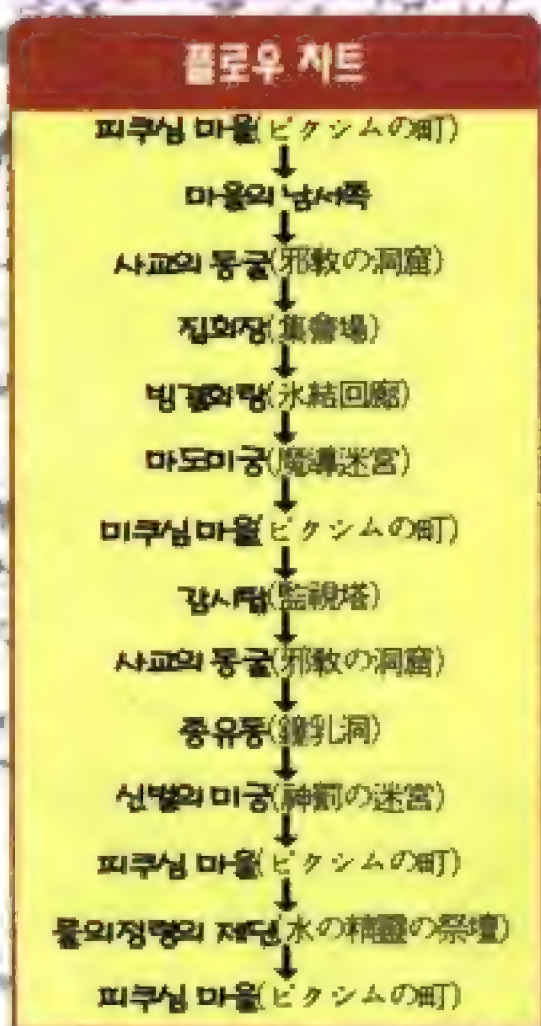 플로우 차트
피쿠심 마을(ピクシムの町)
↓
마을의 남서쪽
↓
사교의 동굴(邪教の洞窟)
↓
집회장(集會場)
↓
빙결회랑(氷結回廊)
↓
마도미궁(魔導迷宮)
↓
미쿠심 마을(ピクシムの町)
↓
감시탑(監視塔)
↓
사교의 동굴(邪教の洞窟)
↓
종유동(鐘乳洞)
↓
신벌의 미궁(神罰の迷宮)
↓
피쿠심 마을(ピクシムの町)
↓
물의정령의 제단(水の精靈の祭壇)
↓
피쿠심 마을(ピクシムの町)